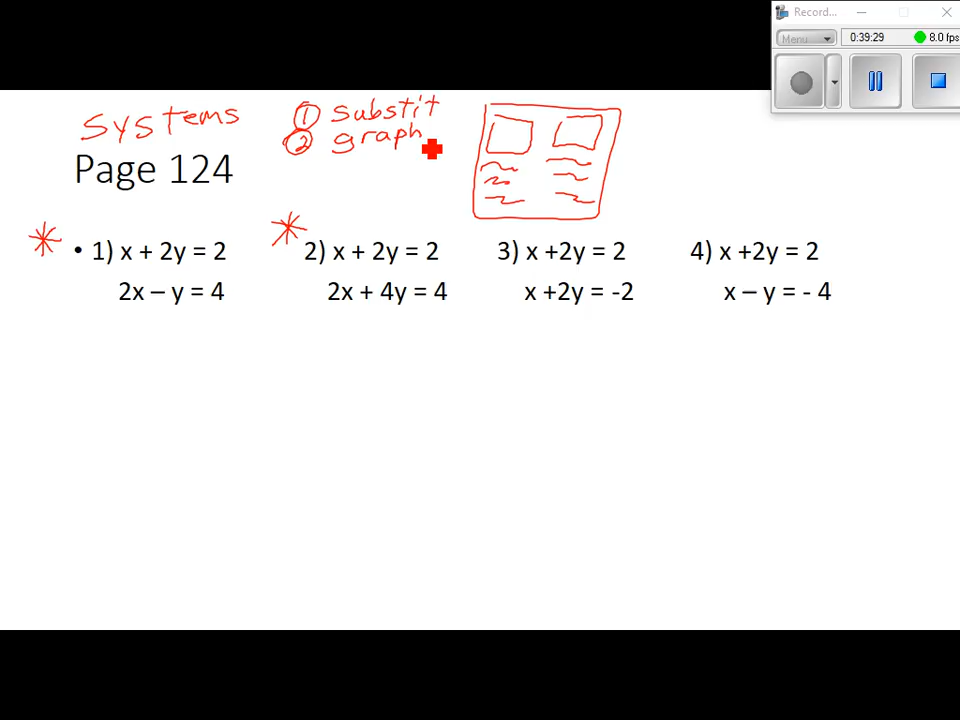 Record...
Menu 0:39:29 8.0 fps
Systems
① substit
② graph
Page 124
• 1) x + 2y = 2 2) x + 2y = 2 3) x +2y = 2 4) x +2y = 2
2x – y = 4 2x + 4y = 4 x +2y = -2 x – y = - 4